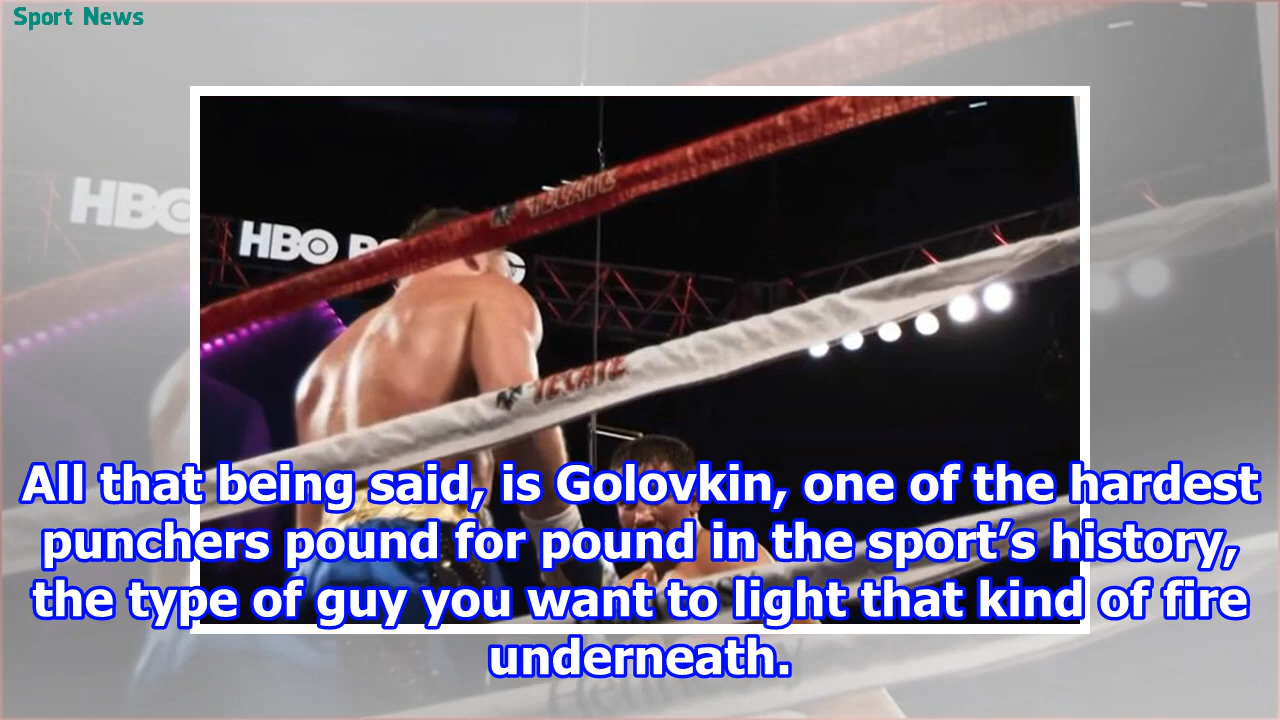 Sport News
HBO
HBO
TECATE
TECATE
All that being said, is Golovkin, one of the hardest
punchers pound for pound in the sport’s history,
the type of guy you want to light that kind of fire
underneath.